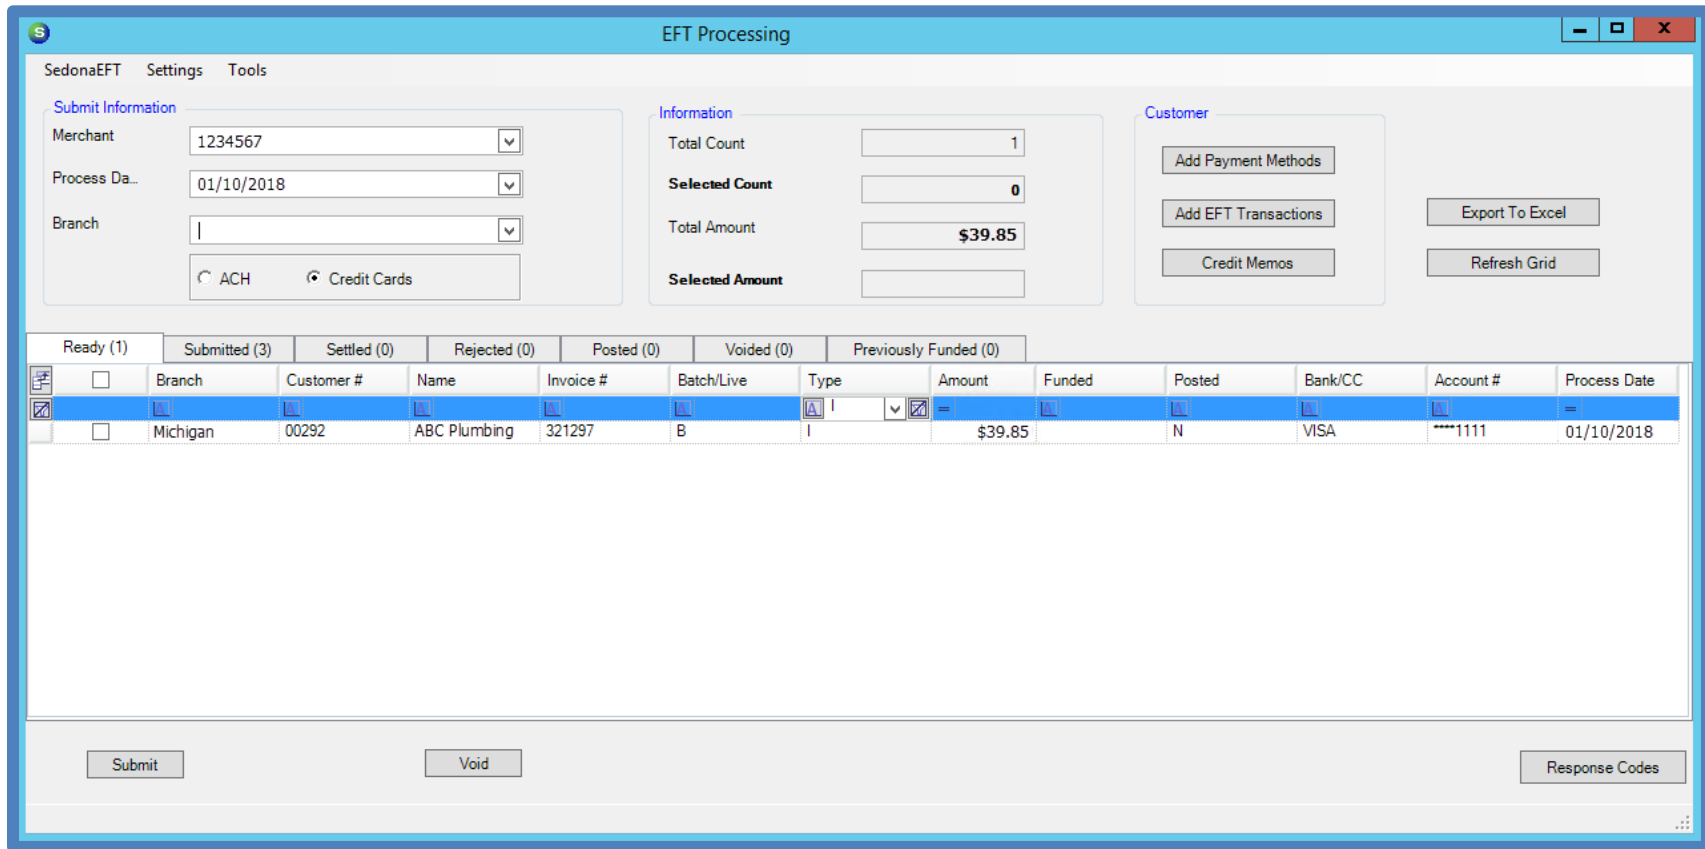 S EFT Processing
SedonaEFT Settings Tools
Submit Information
Merchant 1234567
Process Da... 01/10/2018
Branch
ACH Credit Cards
Information
Total Count 1
Selected Count 0
Total Amount $39.85
Selected Amount
Customer
Add Payment Methods
Add EFT Transactions
Credit Memos
Export To Excel
Refresh Grid
Ready (1) Submitted (3) Settled (0) Rejected (0) Posted (0) Voided (0) Previously Funded (0)
Branch Customer # Name Invoice # Batch/Live Type Amount Funded Posted Bank/CC Account # Process Date
A A A A A A I = A A A A =
Michigan 00292 ABC Plumbing 321297 B I $39.85 N VISA ****1111 01/10/2018
Submit Void Response Codes